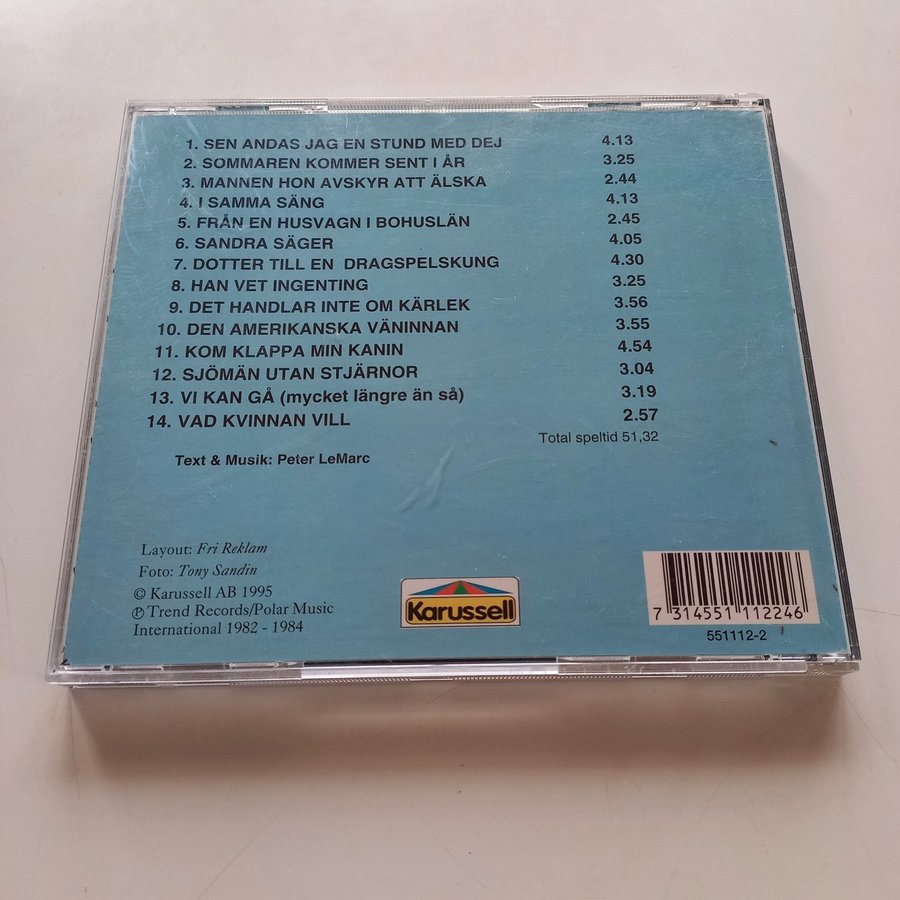 1. SEN ANDAS JAG EN STUND MED DEJ 4.13
2. SOMMAREN KOMMER SENT I ÅR 3.25
3. MANNEN HON AVSKYR ATT ÄLSKA 2.44
4. I SAMMA SÄNG 4.13
5. FRÅN EN HUSVAGN I BOHUSLÄN 2.45
6. SANDRA SÄGER 4.05
7. DOTTER TILL EN DRAGSPELSKUNG 4.30
8. HAN VET INGENTING 3.25
9. DET HANDLAR INTE OM KÄRLEK 3.56
10. DEN AMERIKANSKA VÄNINNAN 3.55
11. KOM KLAPPA MIN KANIN 4.54
12. SJÖMÄN UTAN STJÄRNOR 3.04
13. VI KAN GÅ (mycket längre än så) 3.19
14. VAD KVINNAN VILL 2.57
Total speltid 51,32
Text & Musik: Peter LeMarc
Layout: Fri Reklam
Foto: Tony Sandin
© Karussell AB 1995
℗ Trend Records/Polar Music
International 1982 - 1984
Karussell
7 314551 112246
551112-2